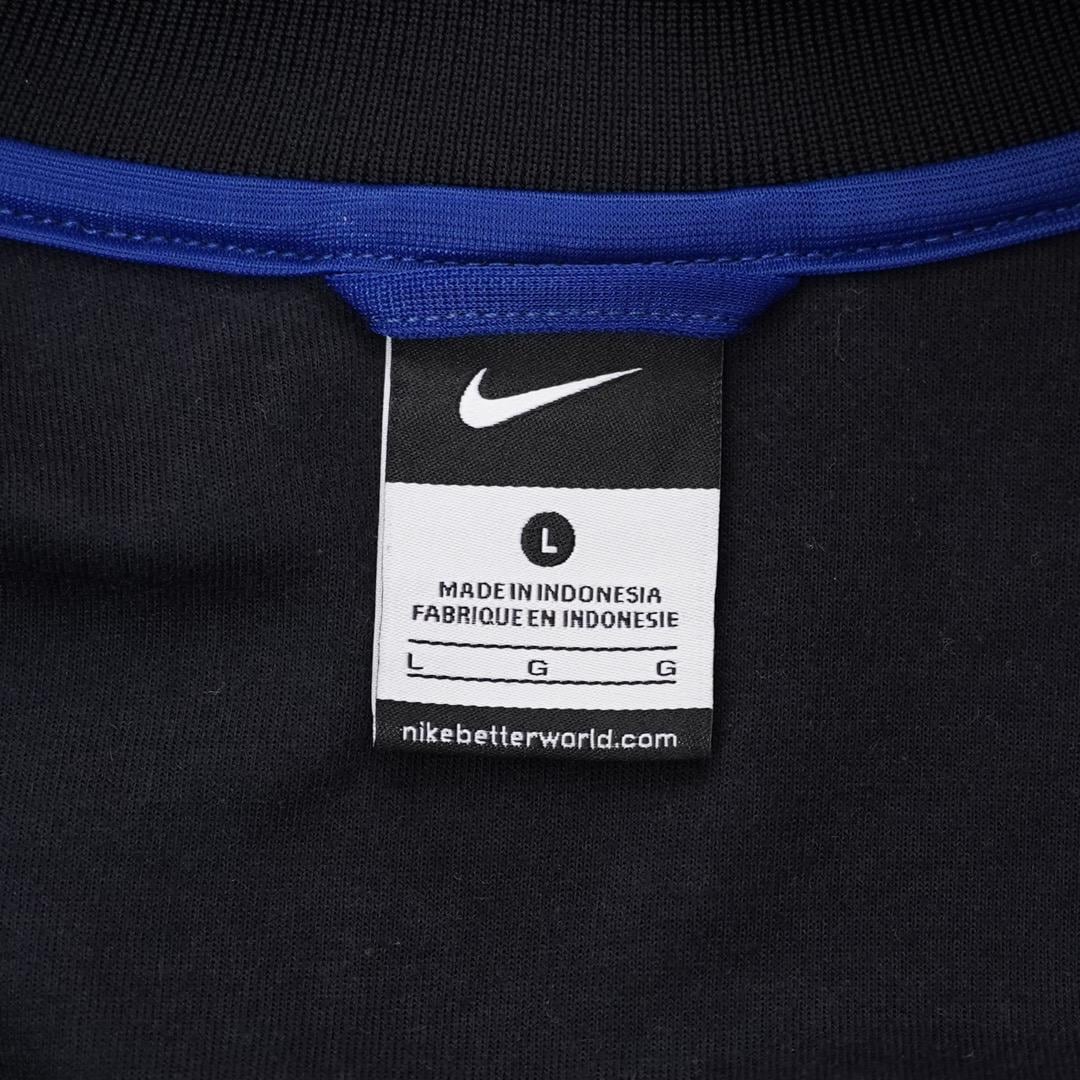 L
MADE IN INDONESIA
FABRIQUE EN INDONESIE
L G G
nikebetterworld.com